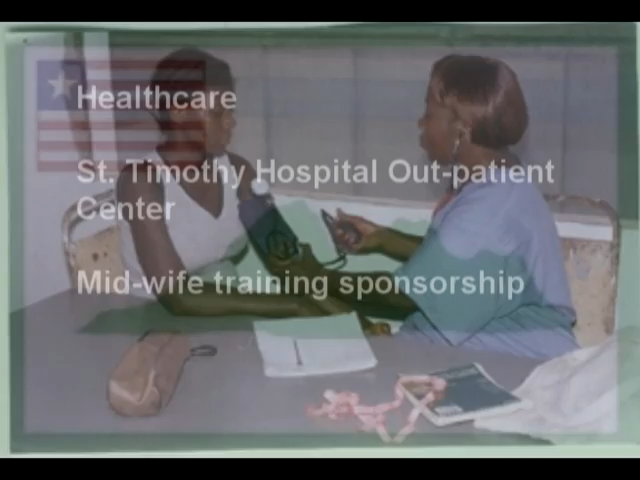 Healthcare
St. Timothy Hospital Out-patient
Center
Mid-wife training sponsorship